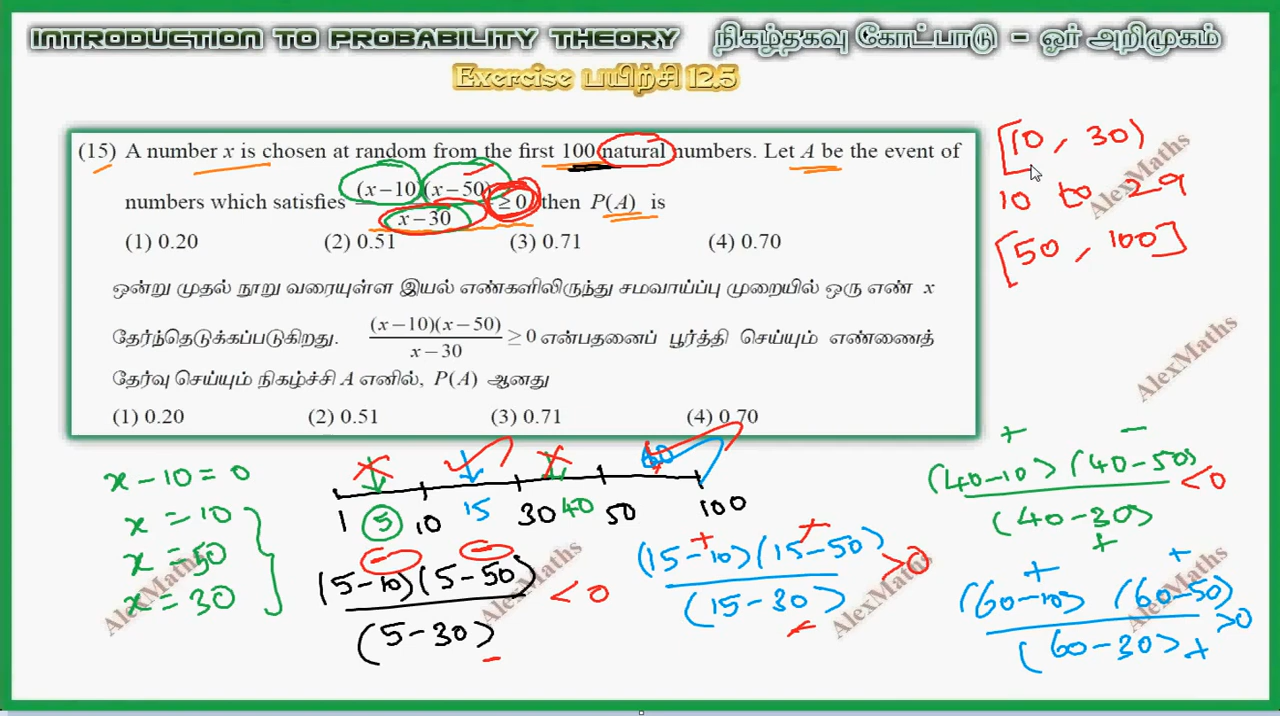 INTRODUCTION TO PROBABILITY THEORY நிகழ்தகவு கோட்பாடு – ஓர் அறிமுகம்
Exercise பயிற்சி 12.5
(15) A number x is chosen at random from the first 100 natural numbers. Let A be the event of
numbers which satisfies (x−10)(x−50)/x−30 ≥ 0, then P(A) is
(1) 0.20 (2) 0.51 (3) 0.71 (4) 0.70
ஒன்று முதல் நூறு வரையுள்ள இயல் எண்களிலிருந்து சமவாய்ப்பு முறையில் ஒரு எண் x
தேர்ந்தெடுக்கப்படுகிறது. (x−10)(x−50)/x−30 ≥ 0 என்பதனைப் பூர்த்தி செய்யும் எண்ணைத்
தேர்வு செய்யும் நிகழ்ச்சி A எனில், P(A) ஆனது
(1) 0.20 (2) 0.51 (3) 0.71 (4) 0.70
[10, 30)
10 to 29
[50, 100]
AlexMaths
AlexMaths
x − 10 = 0
x = 10
x = 50
x = 30
AlexMaths
60
1 5 10 15 30 40 50 100
(5−10)(5−50)
< 0
(5−30)
−
AlexMaths
+ +
(15−10)(15−50)
> 0
(15−30)
−
AlexMaths
+ −
(40−10)(40−50)
< 0
(40−30)
+
+ +
(60−10)(60−50)
> 0
(60−30) +
AlexMaths